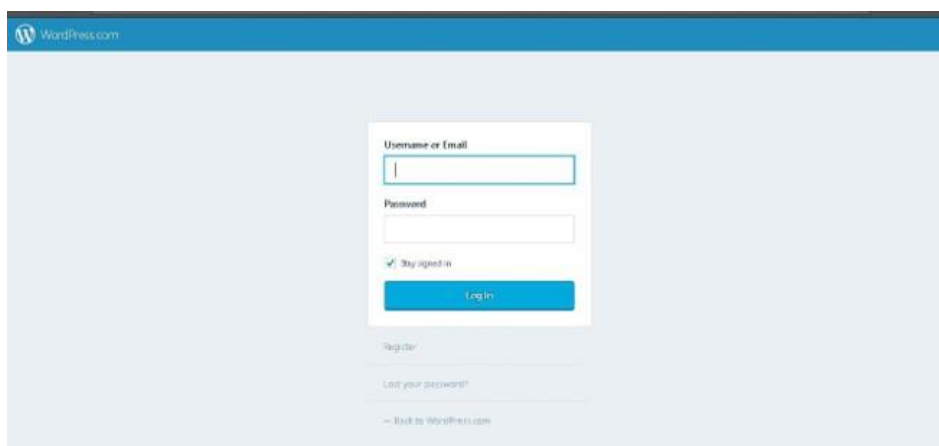 WordPress.com
Username or Email
Password
Stay signed in
Log In
Register
Lost your password?
← Back to WordPress.com